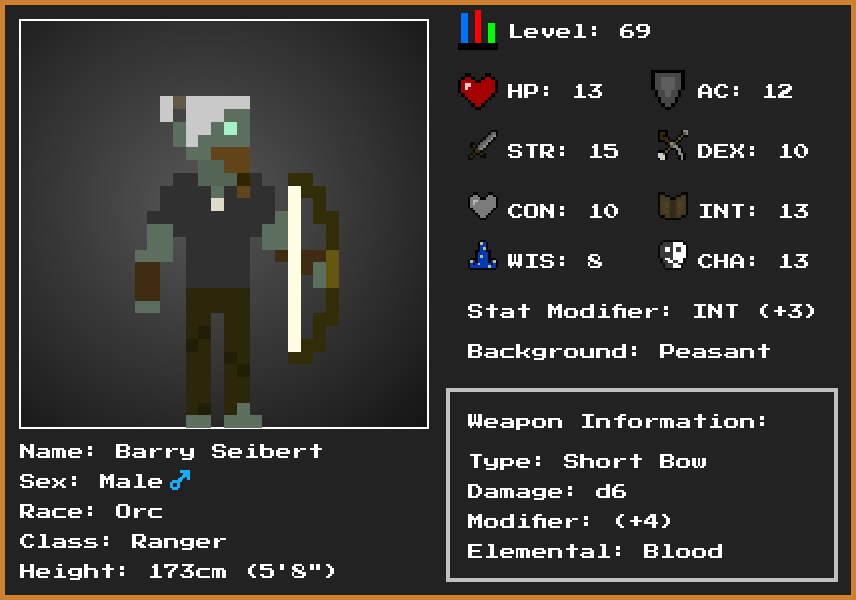 Level: 69
HP: 13 AC: 12
STR: 15 DEX: 10
CON: 10 INT: 13
WIS: 8 CHA: 13
Stat Modifier: INT (+3)
Background: Peasant
Weapon Information:
Type: Short Bow
Damage: d6
Modifier: (+4)
Elemental: Blood
Name: Barry Seibert
Sex: Male ♂
Race: Orc
Class: Ranger
Height: 173cm (5'8")